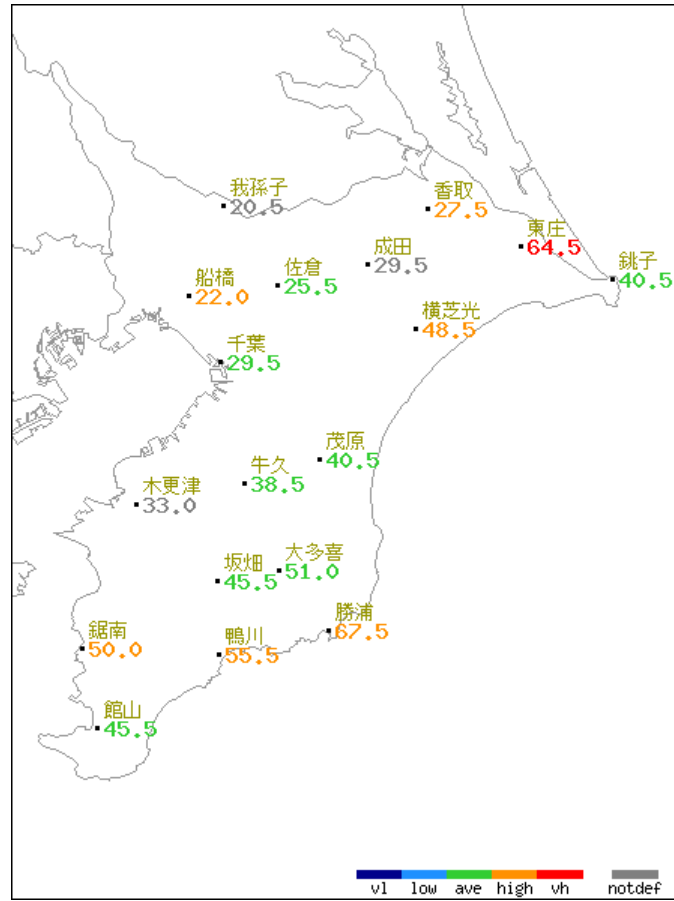 我孫子
20.5
香取
27.5
東庄
64.5
成田
29.5
銚子
40.5
船橋
22.0
佐倉
25.5
横芝光
48.5
千葉
29.5
茂原
40.5
牛久
38.5
木更津
33.0
坂畑
45.5
大多喜
51.0
勝浦
67.5
鋸南
50.0
鴨川
55.5
館山
45.5
vl low ave high vh notdef